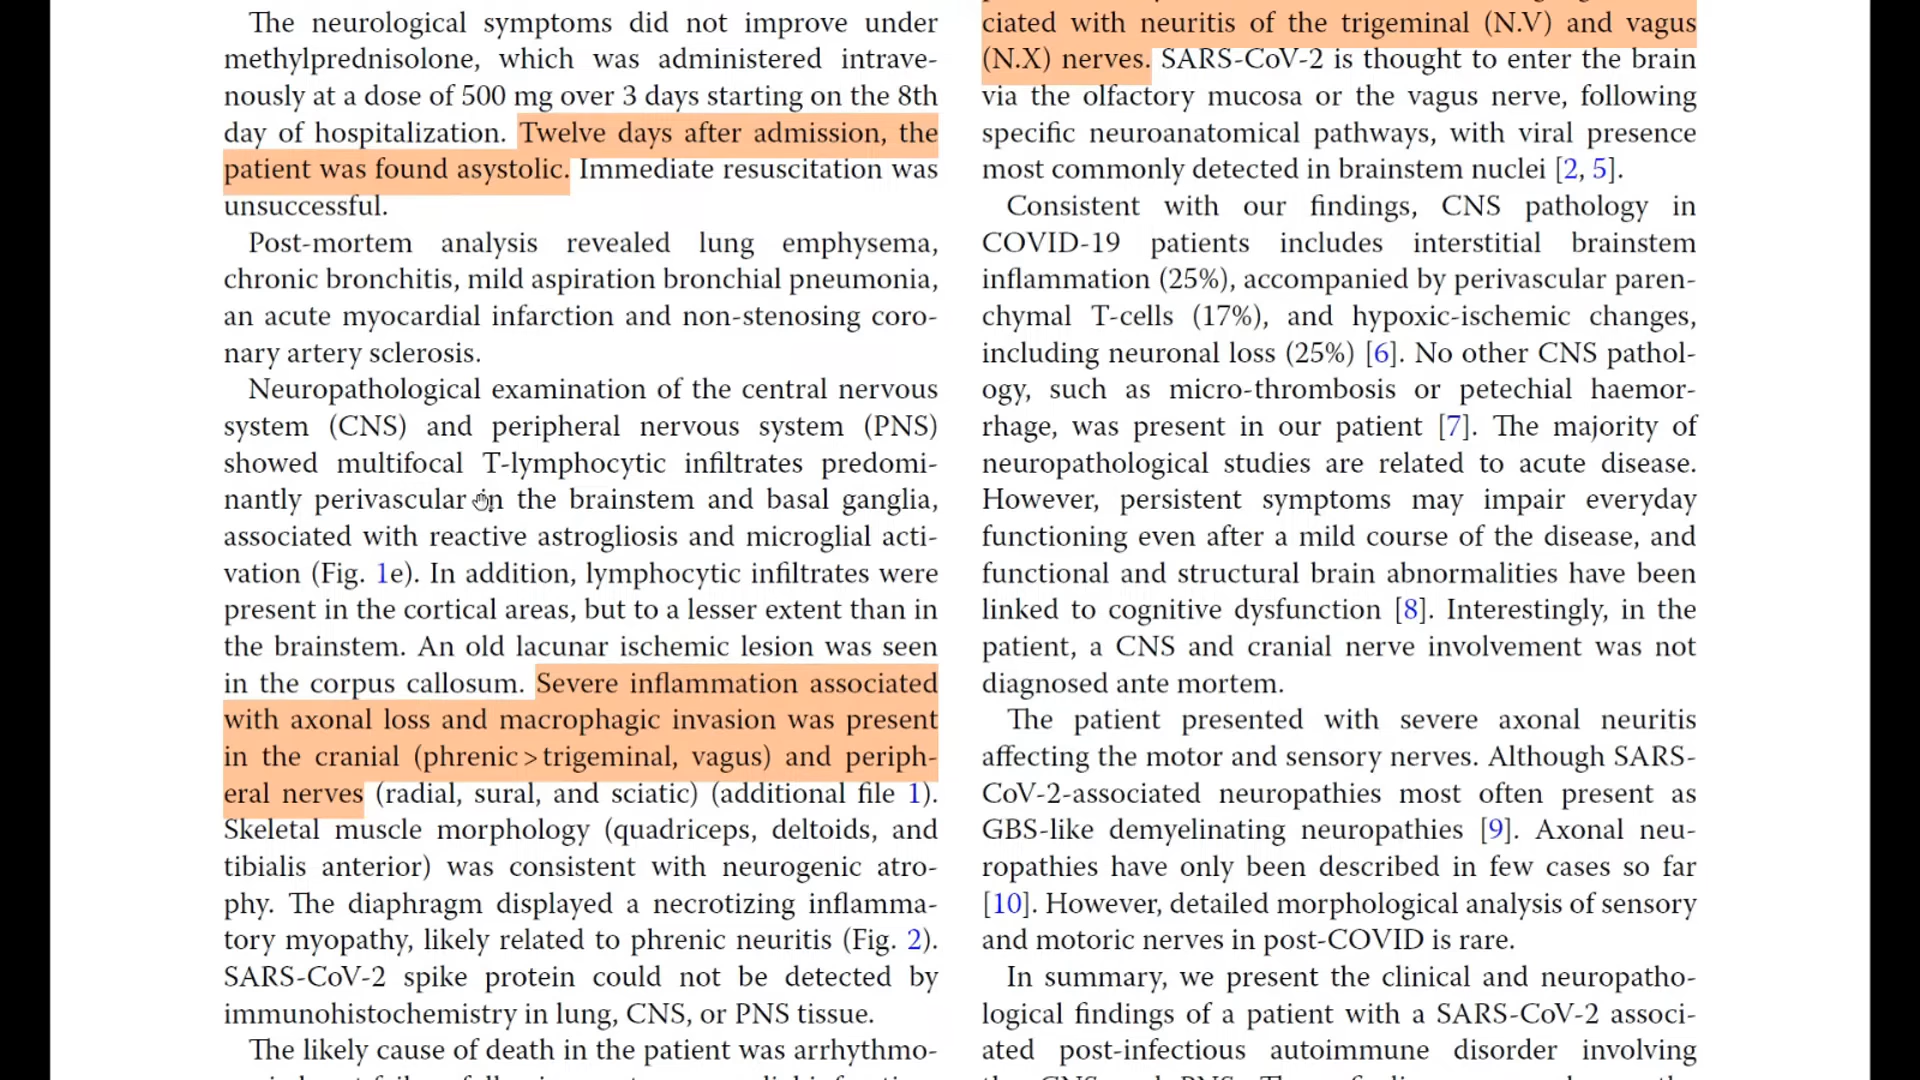 The neurological symptoms did not improve under
methylprednisolone, which was administered intrave-
nously at a dose of 500 mg over 3 days starting on the 8th
day of hospitalization. Twelve days after admission, the
patient was found asystolic. Immediate resuscitation was
unsuccessful.
Post-mortem analysis revealed lung emphysema,
chronic bronchitis, mild aspiration bronchial pneumonia,
an acute myocardial infarction and non-stenosing coro-
nary artery sclerosis.
Neuropathological examination of the central nervous
system (CNS) and peripheral nervous system (PNS)
showed multifocal T-lymphocytic infiltrates predomi-
nantly perivascular in the brainstem and basal ganglia,
associated with reactive astrogliosis and microglial acti-
vation (Fig. 1e). In addition, lymphocytic infiltrates were
present in the cortical areas, but to a lesser extent than in
the brainstem. An old lacunar ischemic lesion was seen
in the corpus callosum. Severe inflammation associated
with axonal loss and macrophagic invasion was present
in the cranial (phrenic > trigeminal, vagus) and periph-
eral nerves (radial, sural, and sciatic) (additional file 1).
Skeletal muscle morphology (quadriceps, deltoids, and
tibialis anterior) was consistent with neurogenic atro-
phy. The diaphragm displayed a necrotizing inflamma-
tory myopathy, likely related to phrenic neuritis (Fig. 2).
SARS-CoV-2 spike protein could not be detected by
immunohistochemistry in lung, CNS, or PNS tissue.
The likely cause of death in the patient was arrhythmo-
ciated with neuritis of the trigeminal (N.V) and vagus
(N.X) nerves. SARS-CoV-2 is thought to enter the brain
via the olfactory mucosa or the vagus nerve, following
specific neuroanatomical pathways, with viral presence
most commonly detected in brainstem nuclei [2, 5].
Consistent with our findings, CNS pathology in
COVID-19 patients includes interstitial brainstem
inflammation (25%), accompanied by perivascular paren-
chymal T-cells (17%), and hypoxic-ischemic changes,
including neuronal loss (25%) [6]. No other CNS pathol-
ogy, such as micro-thrombosis or petechial haemor-
rhage, was present in our patient [7]. The majority of
neuropathological studies are related to acute disease.
However, persistent symptoms may impair everyday
functioning even after a mild course of the disease, and
functional and structural brain abnormalities have been
linked to cognitive dysfunction [8]. Interestingly, in the
patient, a CNS and cranial nerve involvement was not
diagnosed ante mortem.
The patient presented with severe axonal neuritis
affecting the motor and sensory nerves. Although SARS-
CoV-2-associated neuropathies most often present as
GBS-like demyelinating neuropathies [9]. Axonal neu-
ropathies have only been described in few cases so far
[10]. However, detailed morphological analysis of sensory
and motoric nerves in post-COVID is rare.
In summary, we present the clinical and neuropatho-
logical findings of a patient with a SARS-CoV-2 associ-
ated post-infectious autoimmune disorder involving